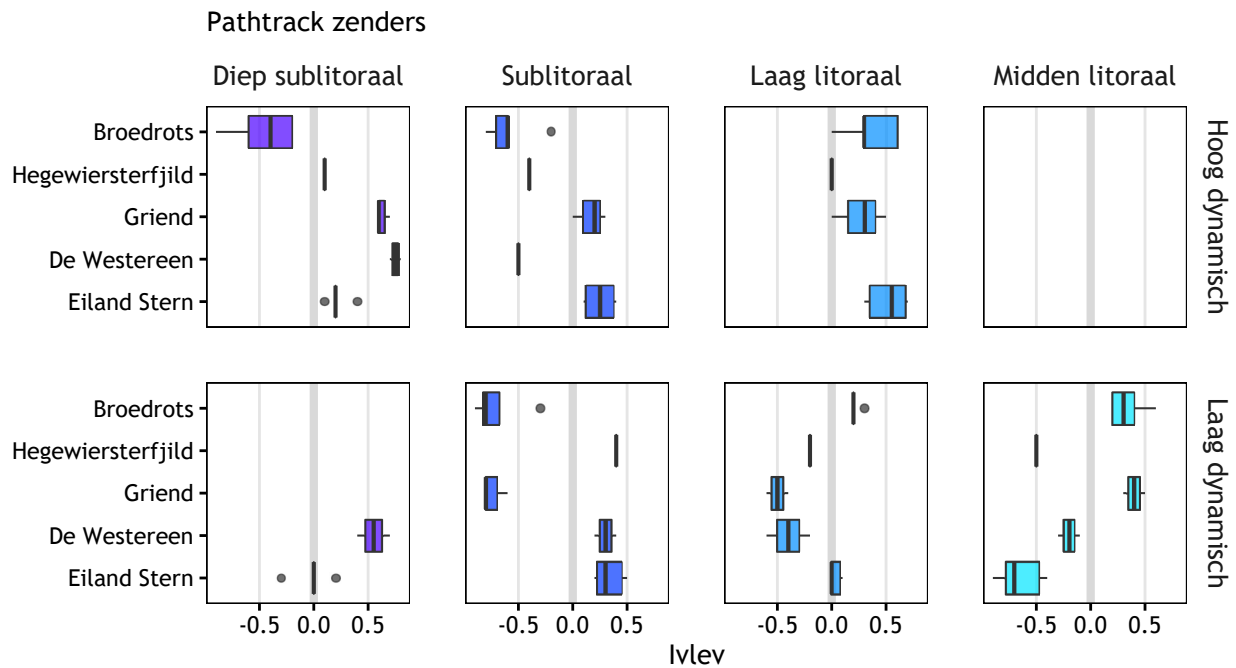 Pathtrack zenders
Diep sublitoraal Sublitoraal Laag litoraal Midden litoraal
Broedrots
Hegewiersterfjild
Griend
De Westereen
Eiland Stern
Hoog dynamisch
Broedrots
Hegewiersterfjild
Griend
De Westereen
Eiland Stern
Laag dynamisch
-0.5 0.0 0.5 -0.5 0.0 0.5 -0.5 0.0 0.5 -0.5 0.0 0.5
Ivlev